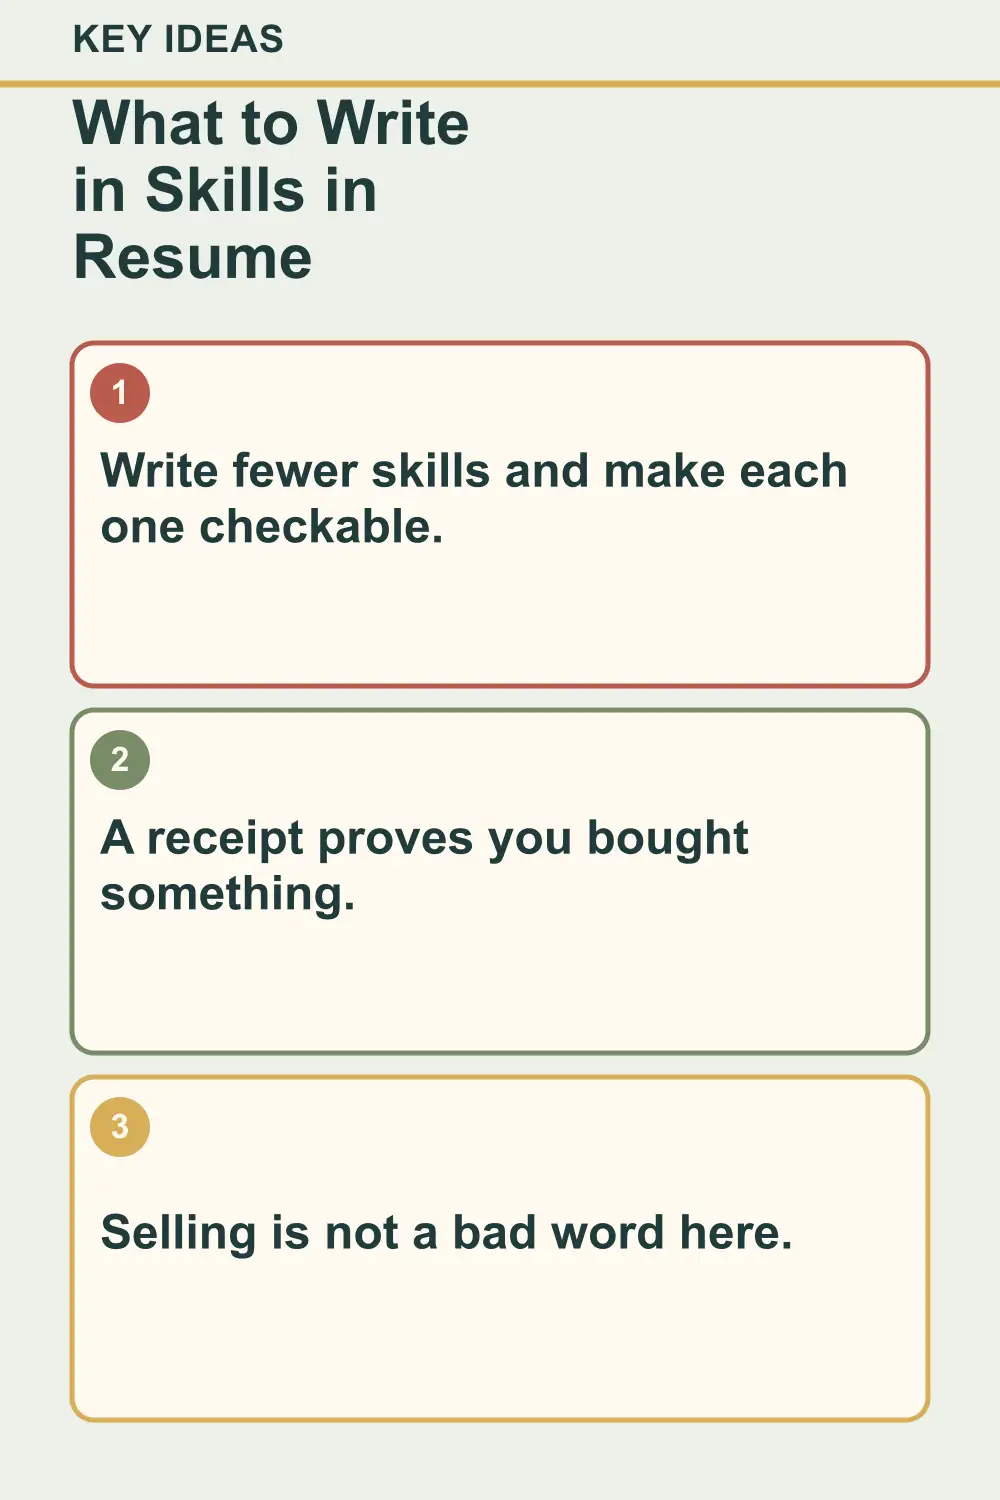 KEY IDEAS
What to Write
in Skills in
Resume
1
Write fewer skills and make each
one checkable.
2
A receipt proves you bought
something.
3
Selling is not a bad word here.